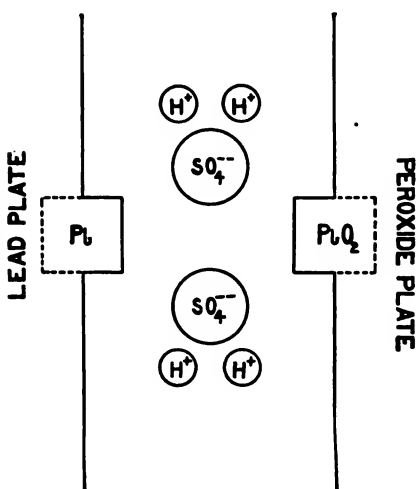 LEAD PLATE
H⁺ H⁺
SO₄⁻⁻
Pb
PbO₂
SO₄⁻⁻
H⁺ H⁺
PEROXIDE PLATE